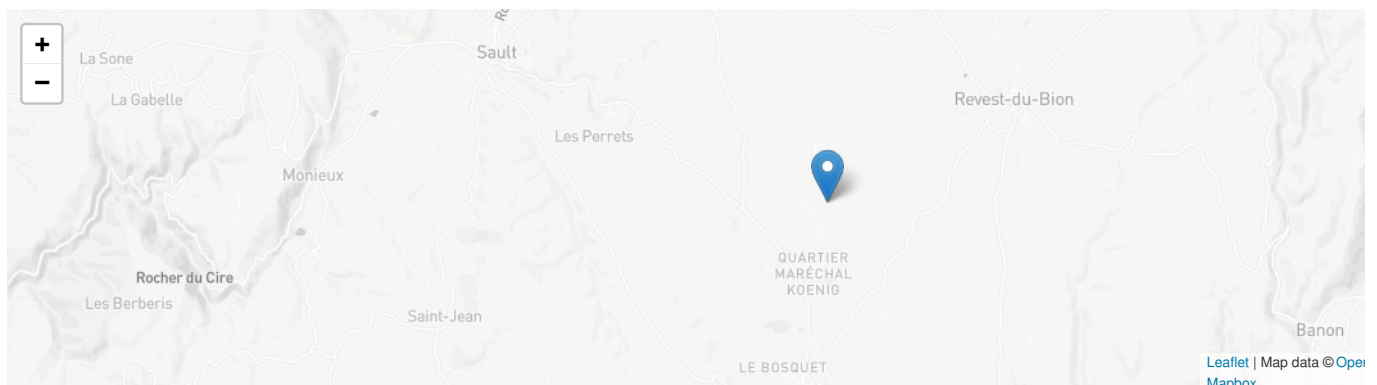 +
−
La Sone
La Gabelle
Sault
Les Perrets
Revest-du-Bion
Monieux
Rocher du Cire
Les Berberis
Saint-Jean
QUARTIER
MARÉCHAL
KOENIG
LE BOSQUET
Banon
Leaflet | Map data ©
Mapbox